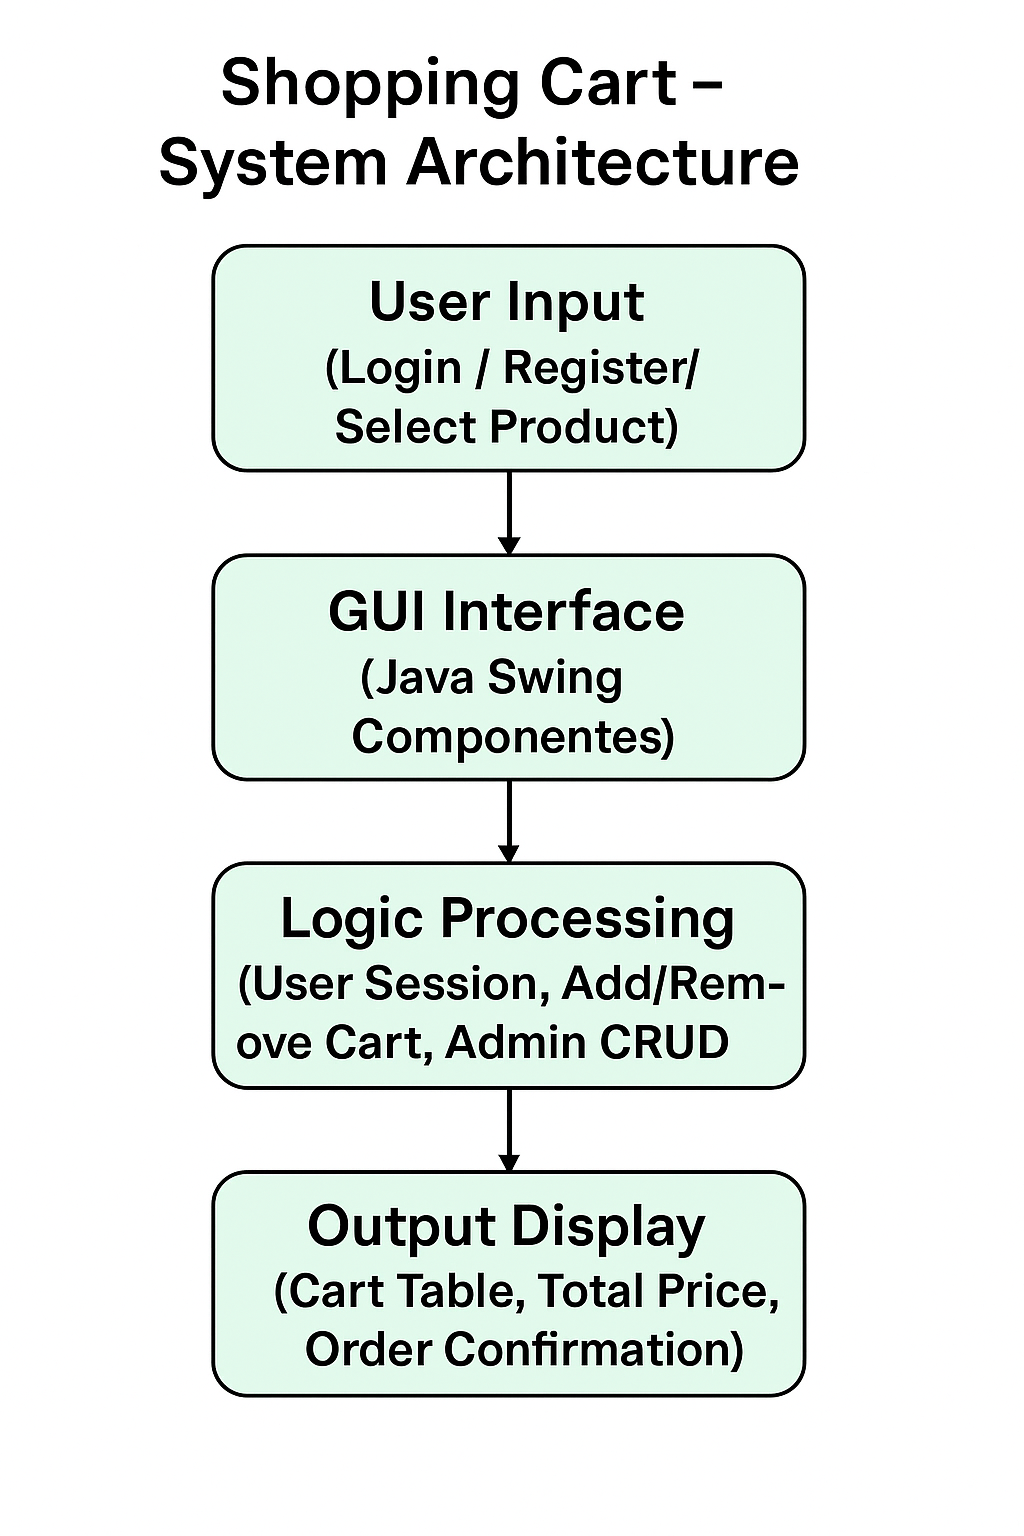 Shopping Cart –
System Architecture
User Input
(Login / Register/
Select Product)
GUI Interface
(Java Swing
Componentes)
Logic Processing
(User Session, Add/Rem-
ove Cart, Admin CRUD
Output Display
(Cart Table, Total Price,
Order Confirmation)